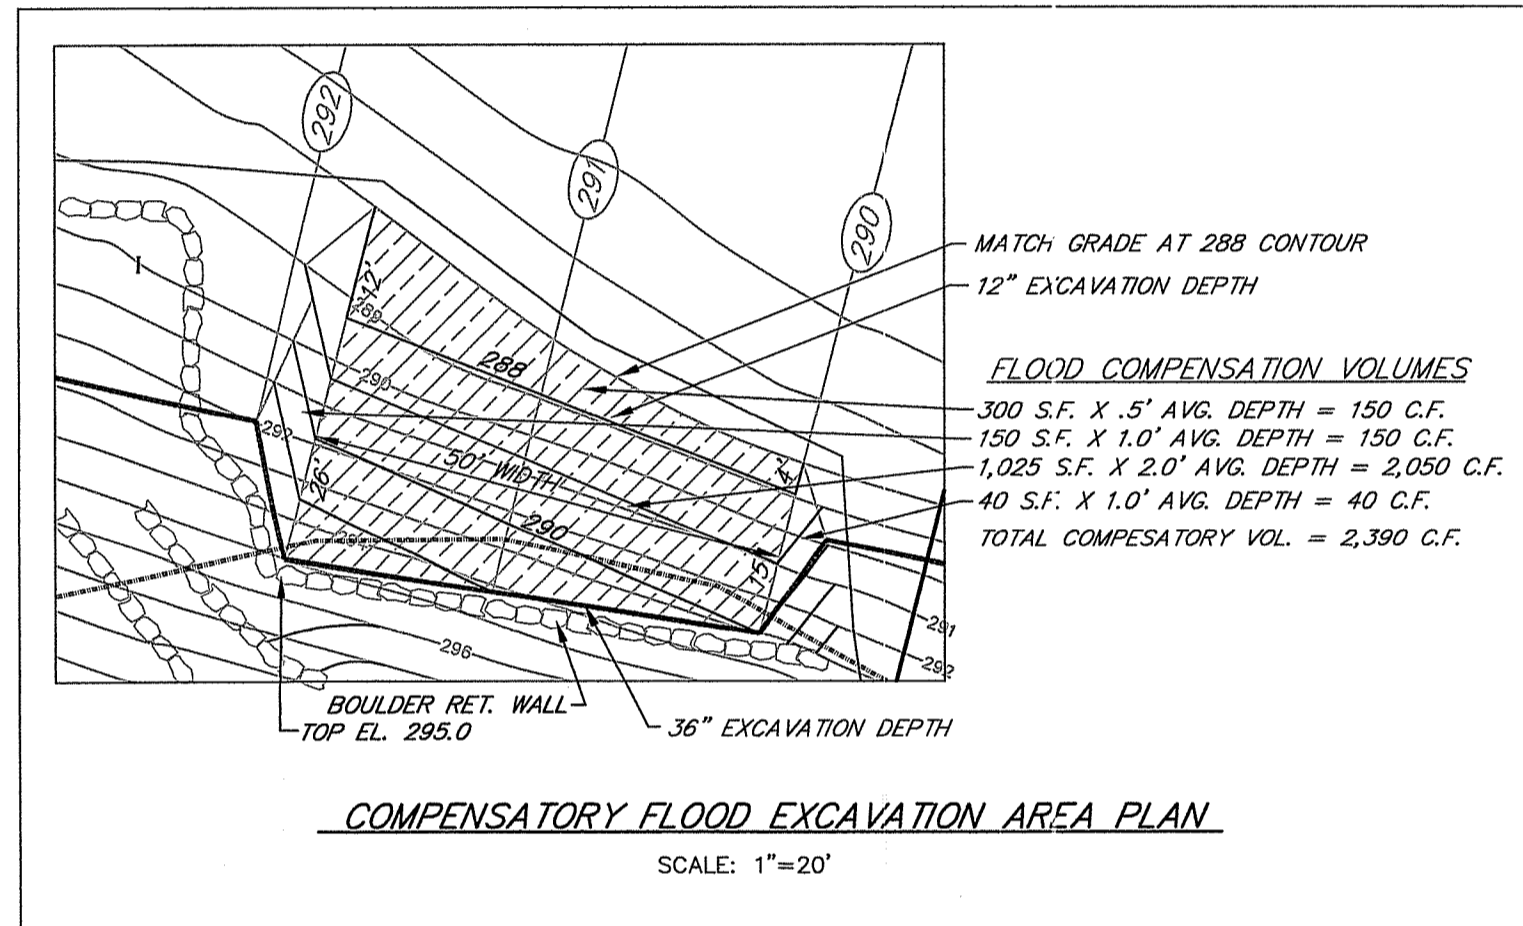 292
291
290
MATCH GRADE AT 288 CONTOUR
12" EXCAVATION DEPTH
FLOOD COMPENSATION VOLUMES
300 S.F. X .5' AVG. DEPTH = 150 C.F.
150 S.F. X 1.0' AVG. DEPTH = 150 C.F.
1,025 S.F. X 2.0' AVG. DEPTH = 2,050 C.F.
40 S.F. X 1.0' AVG. DEPTH = 40 C.F.
TOTAL COMPESATORY VOL. = 2,390 C.F.
I
12'
288
290
292
50' WIDTH
26'
290
4'
15'
291
292
296
BOULDER RET. WALL
TOP EL. 295.0
36" EXCAVATION DEPTH
COMPENSATORY FLOOD EXCAVATION AREA PLAN
SCALE: 1"=20'